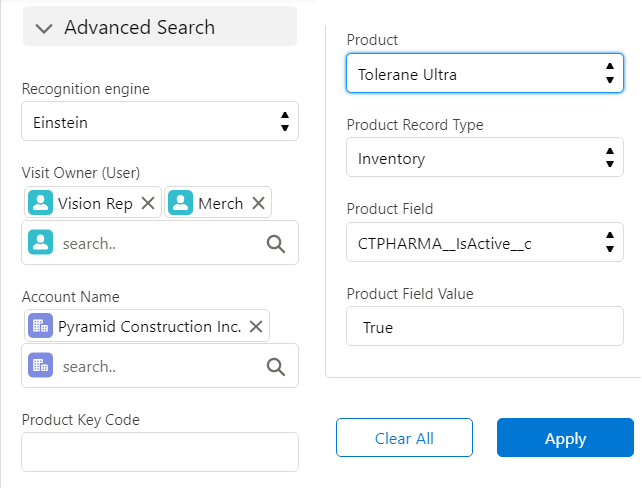 Advanced Search
Recognition engine
Einstein
Visit Owner (User)
Vision Rep Merch
search..
Account Name
Pyramid Construction Inc.
search..
Product Key Code
Product
Tolerane Ultra
Product Record Type
Inventory
Product Field
CTPHARMA__IsActive__c
Product Field Value
True
Clear All Apply